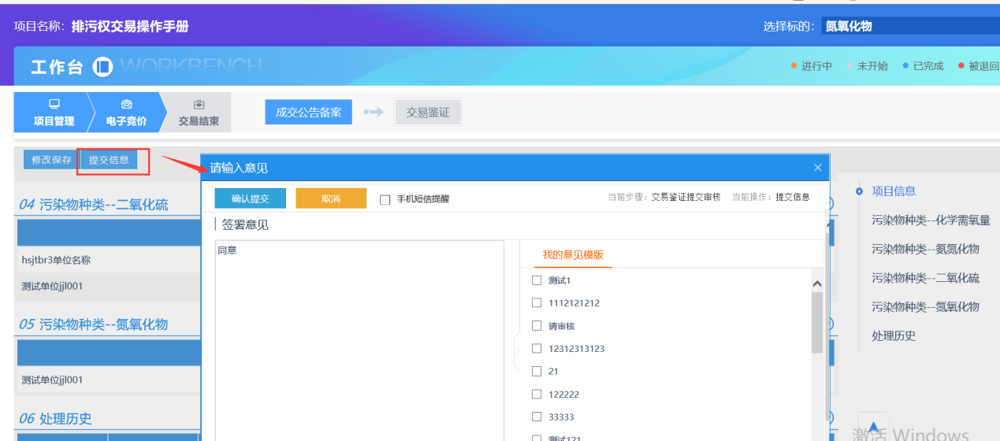 项目名称: 排污权交易操作手册
选择标的: 氮氧化物
工作台 WORKBENCH
进行中 未开始 已完成 被退回
项目管理 电子竞价 交易结束
成交公告备案 交易鉴证
修改保存 提交信息
请输入意见
确认提交 取消 手机短信提醒
当前步骤: 交易鉴证提交审核 当前操作: 提交信息
签署意见
同意
我的意见模版
测试1
1112121212
请审核
12312313123
21
122222
33333
测试121
04 污染物种类--二氧化硫
hsjtbr3单位名称
测试单位jjl001
05 污染物种类--氮氧化物
测试单位jjl001
06 处理历史
项目信息
污染物种类--化学需氧量
污染物种类--氨氮化物
污染物种类--二氧化硫
污染物种类--氮氧化物
处理历史
激活 Windows